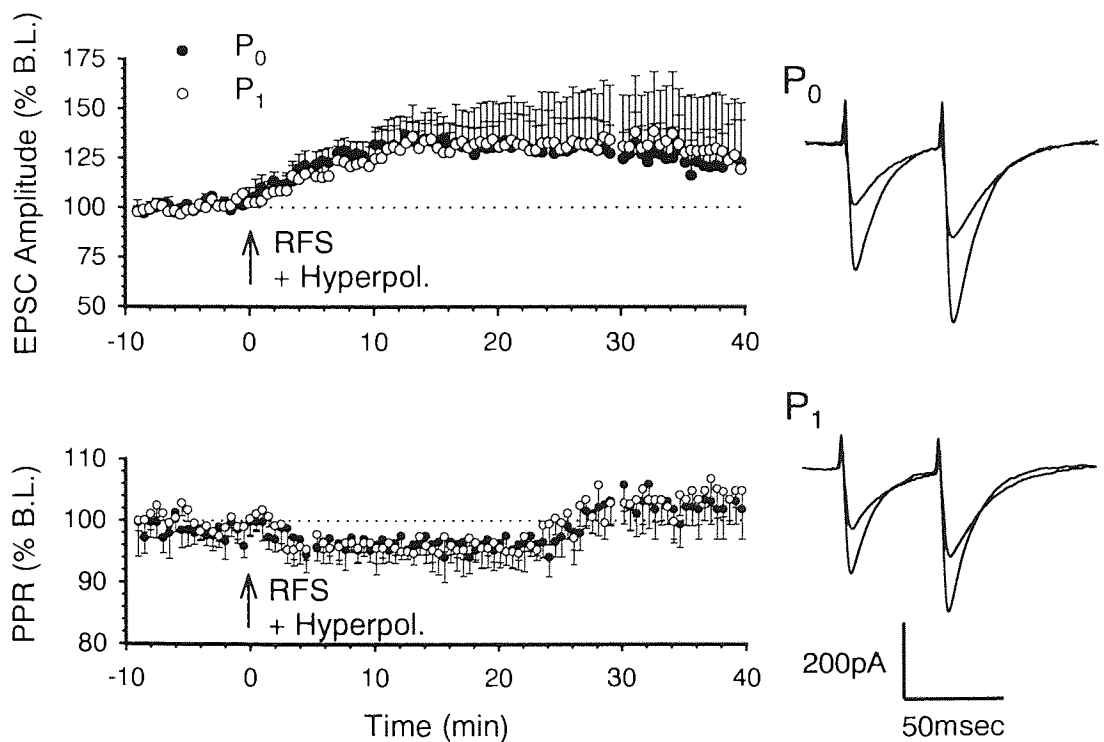 P0
P1
EPSC Amplitude (% B.L.)
175
150
125
100
75
50
RFS
+ Hyperpol.
-10 0 10 20 30 40
PPR (% B.L.)
110
100
90
80
RFS
+ Hyperpol.
-10 0 10 20 30 40
Time (min)
P0
P1
200pA
50msec